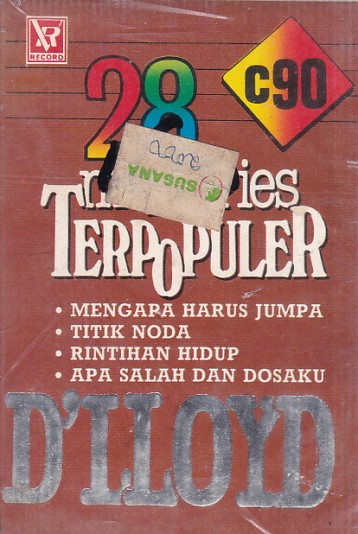 RECORD
28
C90
TERPOPULER
• MENGAPA HARUS JUMPA
• TITIK NODA
• RINTIHAN HIDUP
• APA SALAH DAN DOSAKU
D'LLOYD
SUSANA